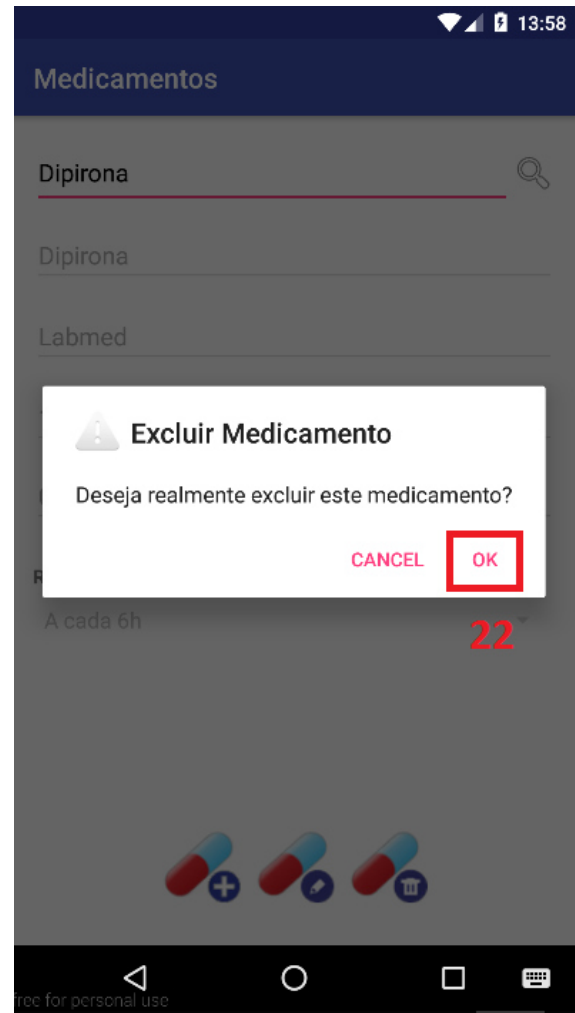 13:58
Medicamentos
Dipirona
Dipirona
Labmed
Excluir Medicamento
Deseja realmente excluir este medicamento?
CANCEL OK
R
A cada 6h
22
free for personal use